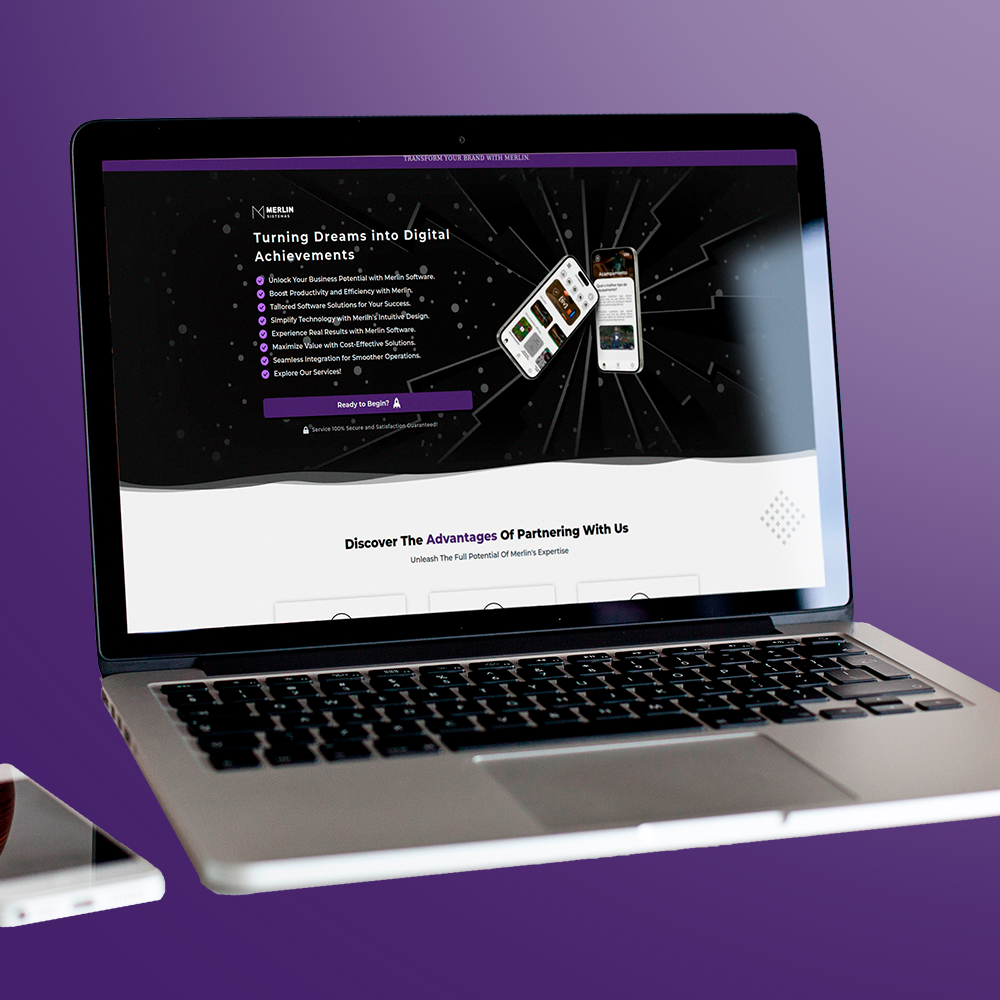 TRANSFORM YOUR BRAND WITH MERLIN.
MERLIN
SISTEMAS
Turning Dreams into Digital
Achievements
Unlock Your Business Potential with Merlin Software.
Boost Productivity and Efficiency with Merlin.
Tailored Software Solutions for Your Success.
Simplify Technology with Merlin's Intuitive Design.
Experience Real Results with Merlin Software.
Maximize Value with Cost-Effective Solutions.
Seamless Integration for Smoother Operations.
Explore Our Services!
Ready to Begin?
Service 100% Secure and Satisfaction Guaranteed!
Acampamento
Discover The Advantages Of Partnering With Us
Unleash The Full Potential Of Merlin's Expertise